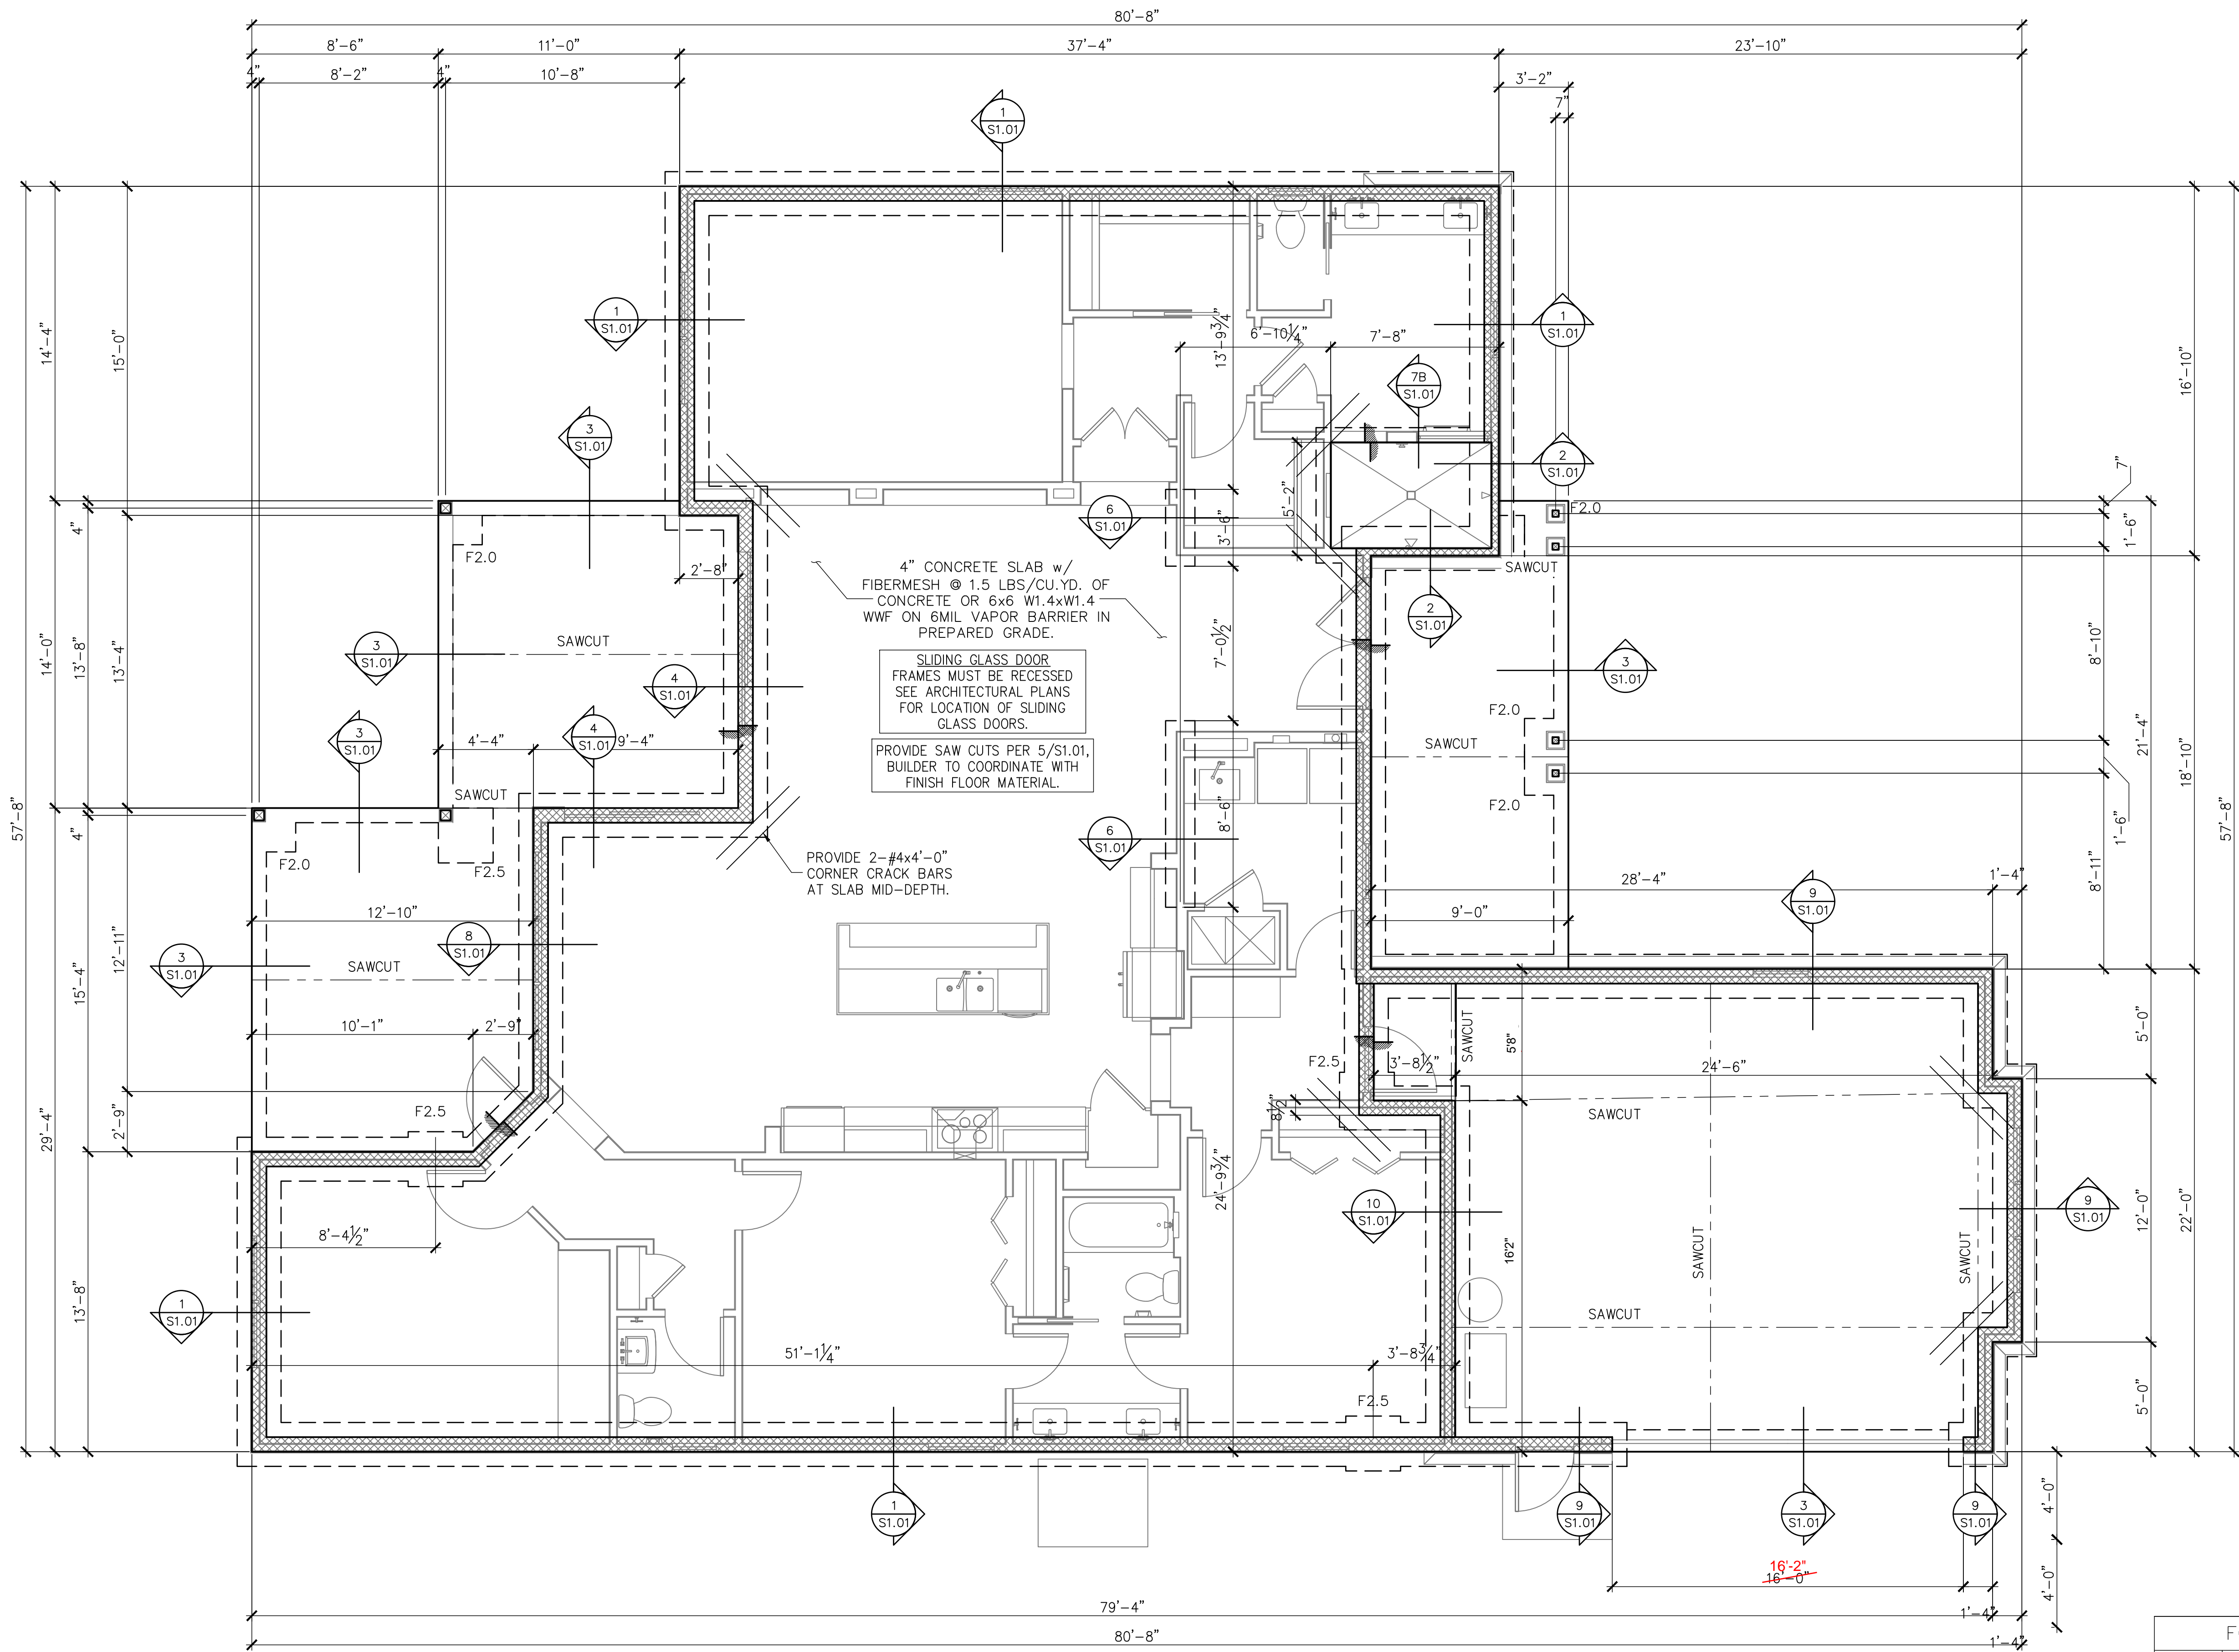 80'-8"
8'-6"
11'-0"
37'-4"
23'-10"
4"
8'-2"
4"
10'-8"
3'-2"
7"
1
S1.01
1
S1.01
1
S1.01
14'-4"
15'-0"
13'-9 3/4"
6'-10 1/4"
7'-8"
16'-10"
7B
S1.01
3
S1.01
2
S1.01
4"
5'-2"
3'-6"
6
S1.01
F2.0
F2.0
7"
1'-6"
SAWCUT
2'-8"
4" CONCRETE SLAB w/
FIBERMESH @ 1.5 LBS/CU.YD. OF
CONCRETE OR 6x6 W1.4xW1.4
WWF ON 6MIL VAPOR BARRIER IN
PREPARED GRADE.
2
S1.01
14'-0"
13'-8"
13'-4"
3
S1.01
SAWCUT
7'-0 1/2"
8'-10"
SLIDING GLASS DOOR
FRAMES MUST BE RECESSED
SEE ARCHITECTURAL PLANS
FOR LOCATION OF SLIDING
GLASS DOORS.
3
S1.01
4
S1.01
F2.0
3
S1.01
4
S1.01
4'-4"
9'-4"
SAWCUT
21'-4"
18'-10"
PROVIDE SAW CUTS PER 5/S1.01,
BUILDER TO COORDINATE WITH
FINISH FLOOR MATERIAL.
SAWCUT
F2.0
57'-8"
57'-8"
4"
8'-6"
6
S1.01
1'-6"
F2.0
F2.5
PROVIDE 2-#4x4'-0"
CORNER CRACK BARS
AT SLAB MID-DEPTH.
8'-11"
28'-4"
1'-4"
9
S1.01
12'-10"
9'-0"
8
S1.01
12'-11"
3
S1.01
SAWCUT
15'-4"
10'-1"
2'-9"
SAWCUT
5'8"
5'-0"
F2.5
3'-8 1/2"
24'-6"
29'-4"
2'-9"
F2.5
8 1/2"
SAWCUT
24'-9 3/4"
10
S1.01
9
S1.01
12'-0"
22'-0"
8'-4 1/2"
16'2"
SAWCUT
SAWCUT
13'-8"
1
S1.01
SAWCUT
51'-1 1/4"
3'-8 3/4"
F2.5
5'-0"
1
S1.01
9
S1.01
3
S1.01
9
S1.01
4'-0"
16'-2"
16'-0"
4'-0"
79'-4"
1'-4"
80'-8"
1'-4"
F